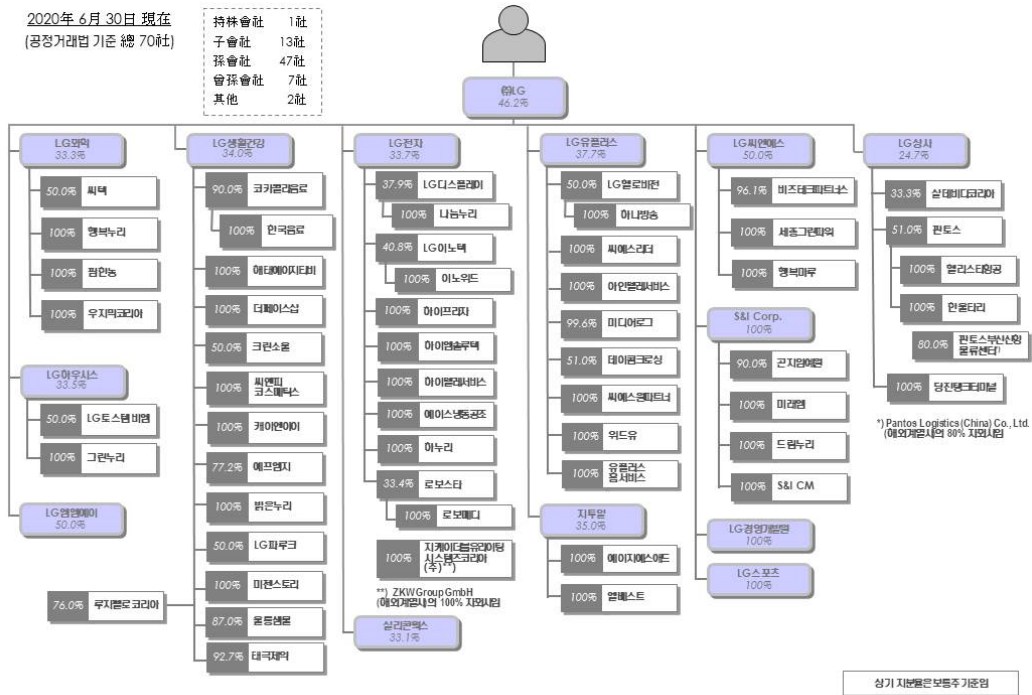 2020年 6月 30日 現在
(공정거래법 기준 總 70社)
持株會社 1社
子會社 13社
孫會社 47社
曾孫會社 7社
其他 2社
㈜LG
46.2%
LG화학
33.3%
50.0% 씨텍
100% 행복누리
100% 팜한농
100% 우지막코리아
LG하우시스
33.5%
50.0% LG토스템비엠
100% 그린누리
LG엠엠에이
50.0%
LG생활건강
34.0%
90.0% 코카콜라음료
100% 한국음료
100% 해태에이치티비
100% 더페이스샵
50.0% 크린소울
100% 씨앤피
코스메틱스
100% 캐이엔아이
77.2% 에프엠지
100% 밝은누리
50.0% LG파루크
100% 미젠스토리
87.0% 울릉샘물
92.7% 태극제약
76.0% 루치펠로코리아
LG전자
33.7%
37.9% LG디스플레이
100% 나눔누리
40.8% LG이노텍
100% 이노위드
100% 하이프라자
100% 하이엠솔루텍
100% 하이텔레서비스
100% 에이스냉동공조
100% 하누리
33.4% 로보스타
100% 로보메디
100% 지케이더블유라이팅
시스템즈코리아
(주)**)
**) ZKW Group GmbH
(해외계열사)의 100% 자회사임
실리콘웍스
33.1%
LG유플러스
37.7%
50.0% LG헬로비전
100% 하나방송
100% 씨에스리더
100% 아인텔레서비스
99.6% 미디어로그
51.0% 데이콤크로싱
100% 씨에스원파트너
100% 위드유
100% 유플러스
홈서비스
지투알
35.0%
100% 에이치에스애드
100% 엘베스트
LG씨엔에스
50.0%
96.1% 비즈테크파트너스
100% 세종그린파워
100% 행복마루
S&I Corp.
100%
90.0% 곤지암예원
100% 미래엠
100% 드림누리
100% S&I CM
LG경영개발원
100%
LG스포츠
100%
LG상사
24.7%
33.3% 살데비다코리아
51.0% 판토스
100% 헬리스타항공
100% 한울타리
80.0% 판토스부산신항
물류센터*)
100% 당진탱크터미널
*) Pantos Logistics (China) Co., Ltd.
(해외계열사)의 80% 자회사임
상기 지분율은 보통주 기준임